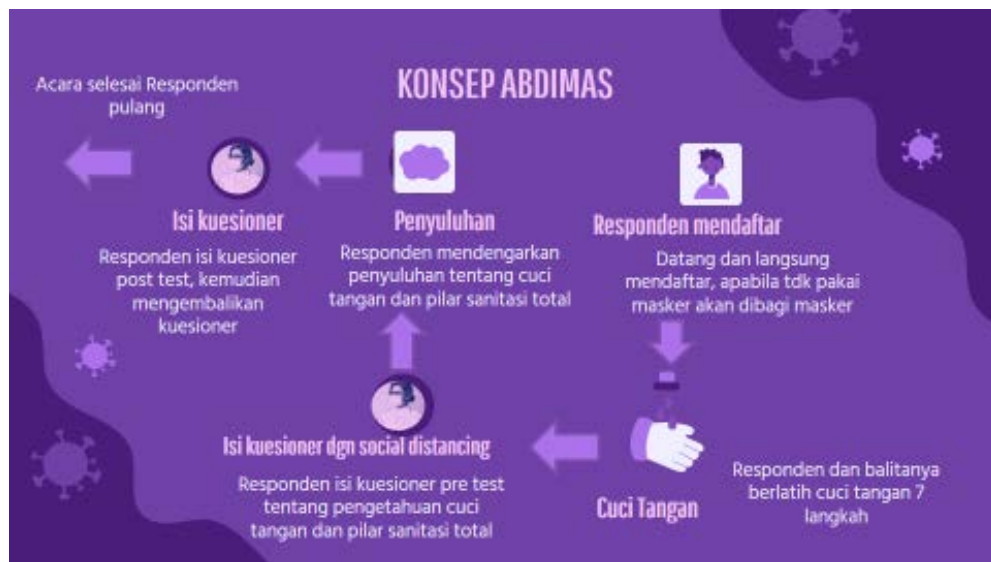 KONSEP ABDIMAS
Responden mendaftar
Datang dan langsung
mendaftar, apabila tdk pakai
masker akan dibagi masker
Cuci Tangan
Responden dan balitanya
berlatih cuci tangan 7
langkah
Isi kuesioner dgn social distancing
Responden isi kuesioner pre test
tentang pengetahuan cuci
tangan dan pilar sanitasi total
Penyuluhan
Responden mendengarkan
penyuluhan tentang cuci
tangan dan pilar sanitasi total
Isi kuesioner
Responden isi kuesioner
post test, kemudian
mengembalikan
kuesioner
Acara selesai Responden
pulang